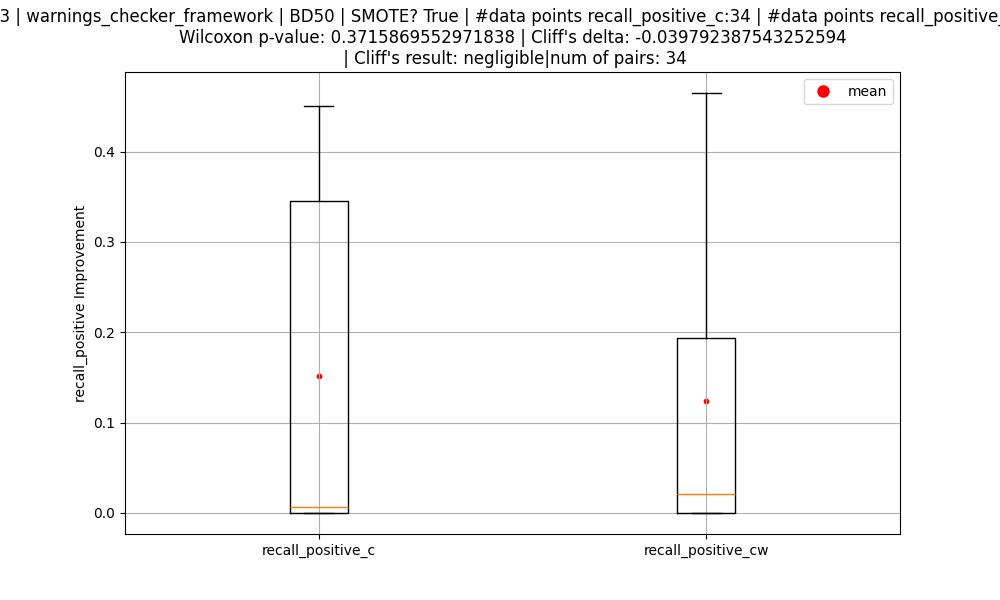 3 | warnings_checker_framework | BD50 | SMOTE? True | #data points recall_positive_c:34 | #data points recall_positive_
Wilcoxon p-value: 0.3715869552971838 | Cliff's delta: -0.039792387543252594
| Cliff's result: negligible|num of pairs: 34
mean
0.4
0.3
0.2
0.1
0.0
recall_positive Improvement
recall_positive_c
recall_positive_cw